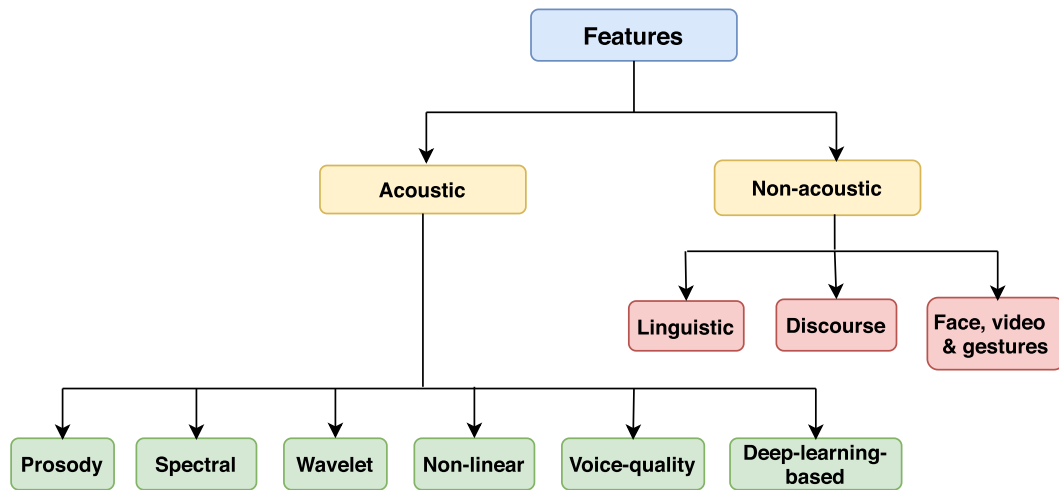 Features
Acoustic
Non-acoustic
Linguistic
Discourse
Face, video
& gestures
Prosody
Spectral
Wavelet
Non-linear
Voice-quality
Deep-learning-
based